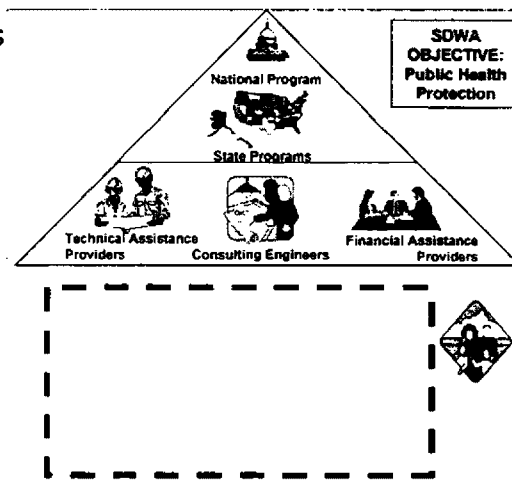 s
SDWA
OBJECTIVE:
Public Health
Protection
National Program
State Programs
Technical Assistance
Providers
Consulting Engineers
Financial Assistance
Providers